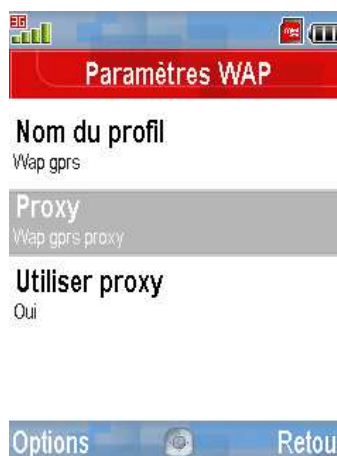 3G
Paramètres WAP
Nom du profil
Wap gprs
Proxy
Wap gprs proxy
Utiliser proxy
Oui
Options
Retou